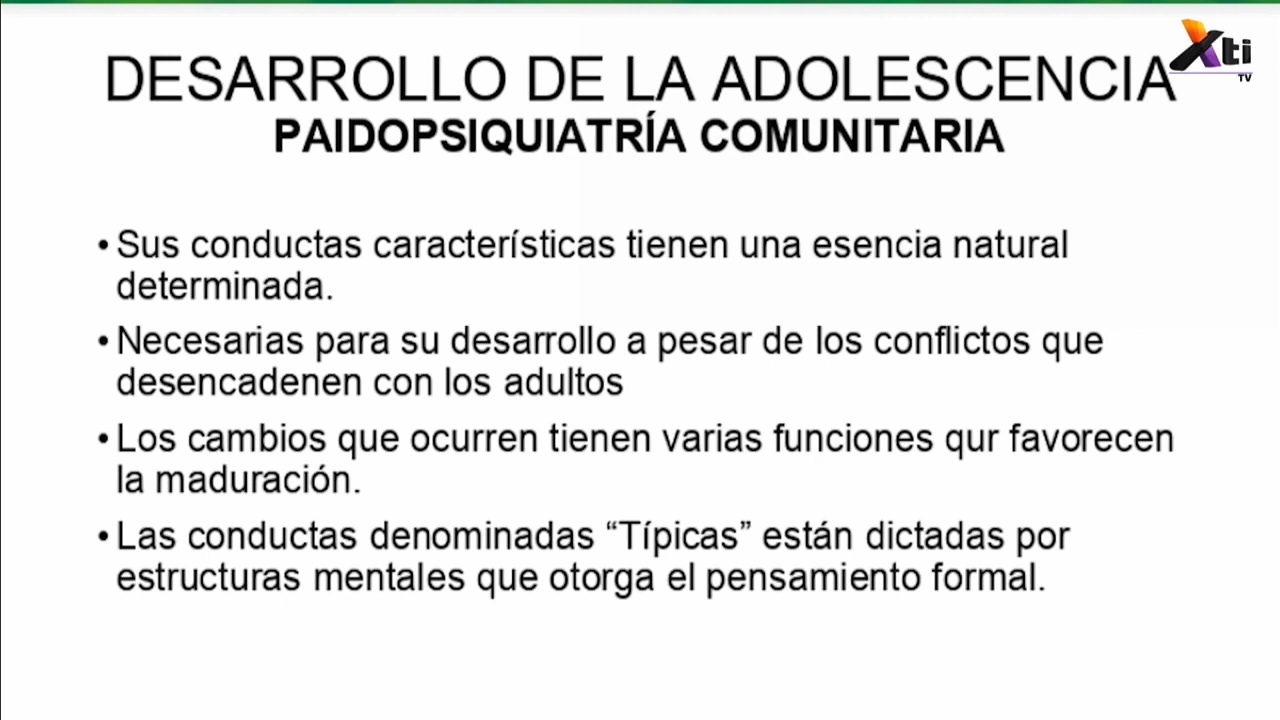 Xti
TV
DESARROLLO DE LA ADOLESCENCIA
PAIDOPSIQUIATRÍA COMUNITARIA
• Sus conductas características tienen una esencia natural
determinada.
• Necesarias para su desarrollo a pesar de los conflictos que
desencadenen con los adultos
• Los cambios que ocurren tienen varias funciones qur favorecen
la maduración.
• Las conductas denominadas “Típicas” están dictadas por
estructuras mentales que otorga el pensamiento formal.